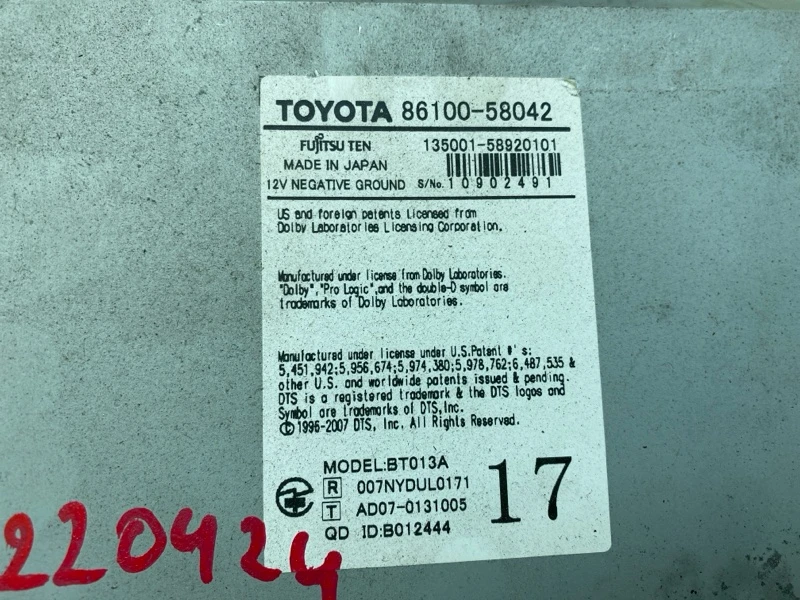 TOYOTA 86100-58042
FUJITSU TEN 135001-58920101
MADE IN JAPAN
12V NEGATIVE GROUND S/No. 10902491
US and foreign patents licensed from
Dolby Laboratories Licensing Corporation.
Manufactured under license from Dolby Laboratories.
"Dolby","Pro Logic",and the double-D symbol are
trademarks of Dolby Laboratories.
Manufactured under license under U.S.Patent #'s:
5,451,942;5,956,674;5,974,380;5,978,762;6,487,535 &
other U.S. and worldwide patents issued & pending.
DTS is a registered trademark & the DTS logos and
Symbol are trademarks of DTS,Inc.
©1996-2007 DTS, Inc. All Rights Reserved.
MODEL:BT013A
R 007NYDUL0171
T AD07-0131005
QD ID:B012444
17
220424